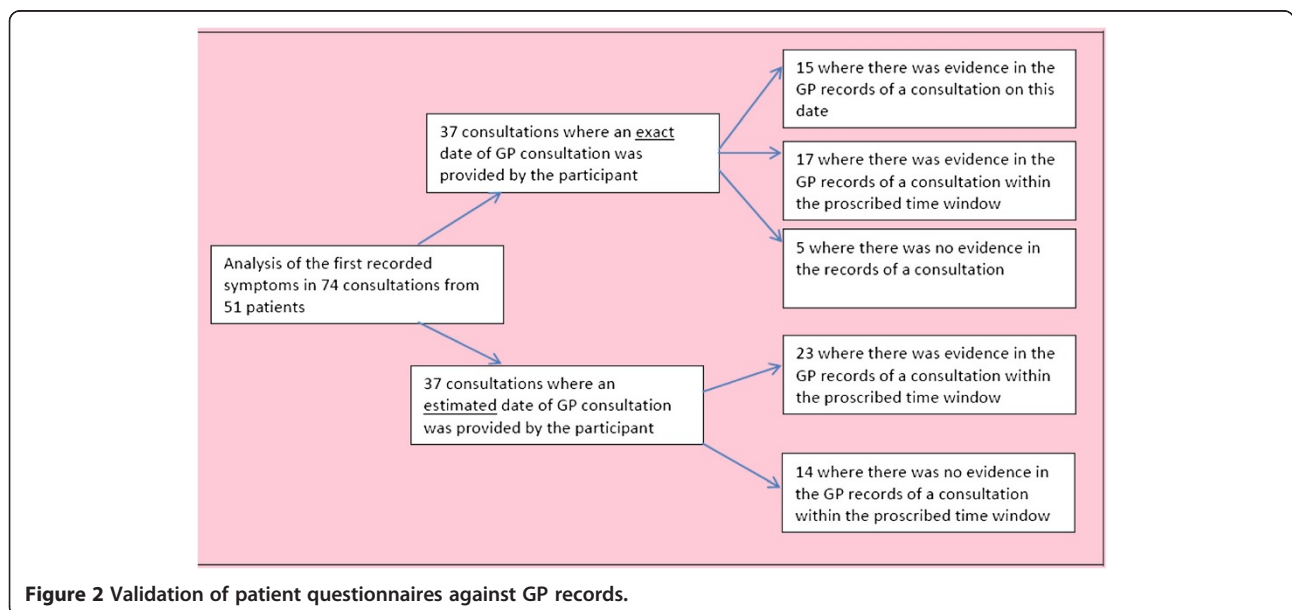 15 where there was evidence in the
GP records of a consultation on this
date
37 consultations where an exact
date of GP consultation was
provided by the participant
17 where there was evidence in the
GP records of a consultation within
the proscribed time window
5 where there was no evidence in
the records of a consultation
Analysis of the first recorded
symptoms in 74 consultations from
51 patients
23 where there was evidence in the
GP records of a consultation within
the proscribed time window
37 consultations where an
estimated date of GP consultation
was provided by the participant
14 where there was no evidence in
the GP records of a consultation
within the proscribed time window
Figure 2 Validation of patient questionnaires against GP records.